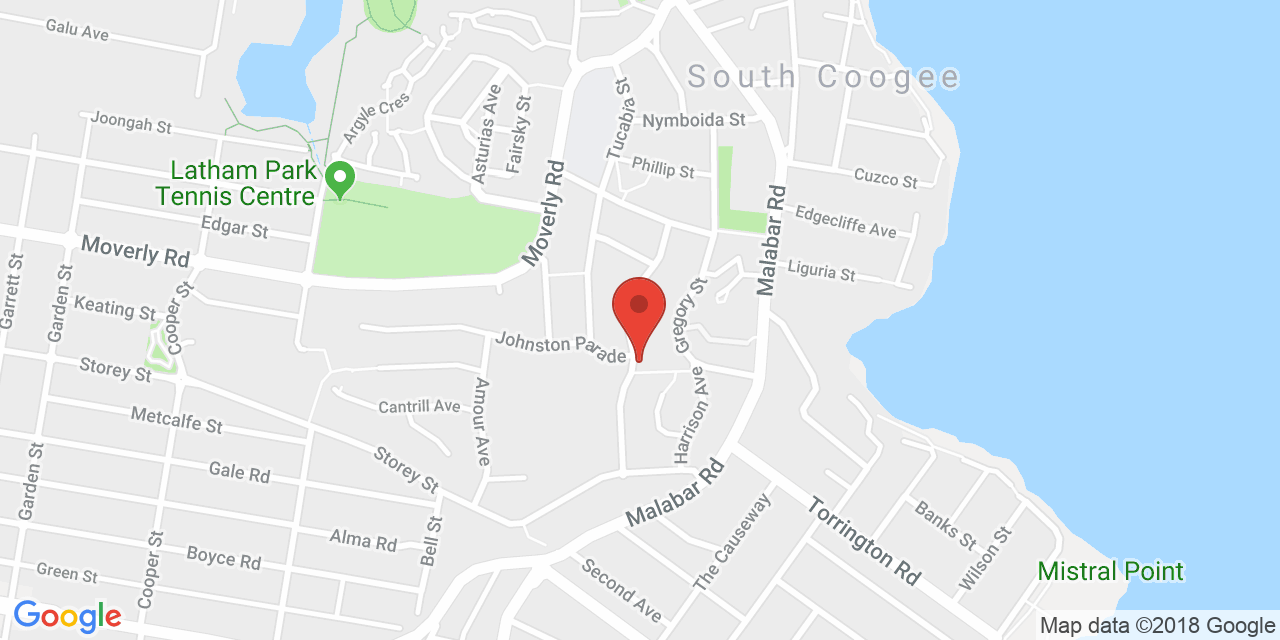 Galu Ave
South Coogee
Argyle Cres
Asturias Ave
Fairsky St
Tucabia St
Nymboida St
Joongah St
Phillip St
Latham Park
Tennis Centre
Cuzco St
Edgar St
Moverly Rd
Malabar Rd
Edgecliffe Ave
Moverly Rd
Liguria St
Garrett St
Garden St
Keating St
Cooper St
Gregory St
Johnston Parade
Storey St
Amour Ave
Cantrill Ave
Harrison Ave
Metcalfe St
Storey St
Gale Rd
Garden St
Malabar Rd
Torrington Rd
Banks St
Wilson St
The Causeway
Alma Rd
Bell St
Boyce Rd
Cooper St
Green St
Second Ave
Mistral Point
Google
Map data ©2018 Google